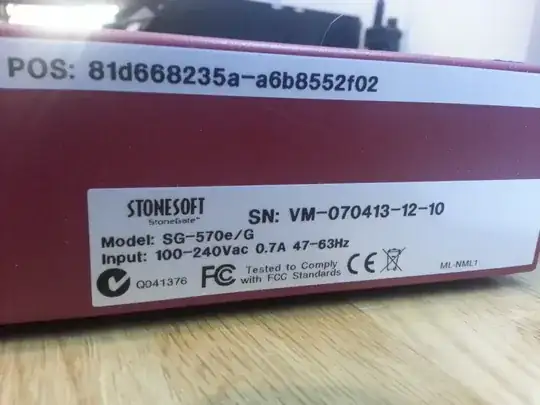 POS: 81d668235a-a6b8552f02
STONESOFT
StoneGate™
SN: VM-070413-12-10
Model: SG-570e/G
Input: 100-240Vac 0.7A 47-63Hz
Q041376
FC
Tested to Comply
with FCC Standards
CE
ML-NML1